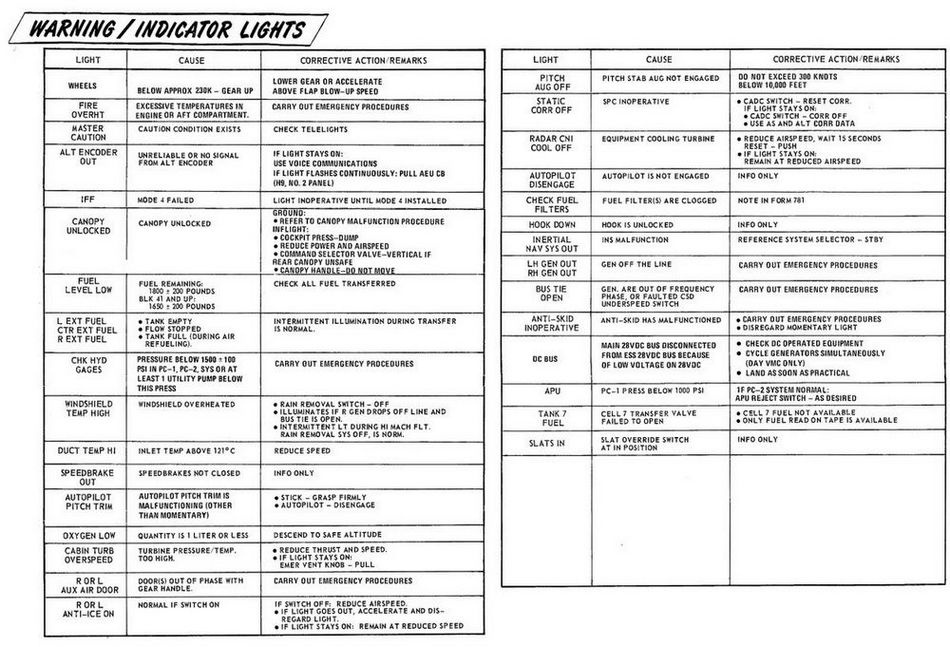 WARNING/INDICATOR LIGHTS
LIGHT CAUSE CORRECTIVE ACTION/REMARKS
WHEELS
BELOW APPROX 230K - GEAR UP
LOWER GEAR OR ACCELERATE
ABOVE FLAP BLOW-UP SPEED
FIRE
OVERHT
EXCESSIVE TEMPERATURES IN
ENGINE OR AFT COMPARTMENT.
CARRY OUT EMERGENCY PROCEDURES
MASTER
CAUTION
CAUTION CONDITION EXISTS
CHECK TELELIGHTS
ALT ENCODER
OUT
UNRELIABLE OR NO SIGNAL
FROM ALT ENCODER
IF LIGHT STAYS ON:
USE VOICE COMMUNICATIONS
IF LIGHT FLASHES CONTINUOUSLY: PULL AEU CB
(H9, NO. 2 PANEL)
IFF
MODE 4 FAILED
LIGHT INOPERATIVE UNTIL MODE 4 INSTALLED
CANOPY
UNLOCKED
CANOPY UNLOCKED
GROUND:
● REFER TO CANOPY MALFUNCTION PROCEDURE
INFLIGHT:
● COCKPIT PRESS-DUMP
● REDUCE POWER AND AIRSPEED
● COMMAND SELECTOR VALVE-VERTICAL IF
REAR CANOPY UNSAFE
● CANOPY HANDLE-DO NOT MOVE
FUEL
LEVEL LOW
FUEL REMAINING:
1800 ± 200 POUNDS
BLK 41 AND UP:
1650 ± 200 POUNDS
CHECK ALL FUEL TRANSFERRED
L EXT FUEL
CTR EXT FUEL
R EXT FUEL
● TANK EMPTY
● FLOW STOPPED
● TANK FULL (DURING AIR
REFUELING).
INTERMITTENT ILLUMINATION DURING TRANSFER
IS NORMAL.
CHK HYD
GAGES
PRESSURE BELOW 1500 ± 100
PSI IN PC-1, PC-2, SYS OR AT
LEAST 1 UTILITY PUMP BELOW
THIS PRESS
CARRY OUT EMERGENCY PROCEDURES
WINDSHIELD
TEMP HIGH
WINDSHIELD OVERHEATED
● RAIN REMOVAL SWITCH - OFF
● ILLUMINATES IF R GEN DROPS OFF LINE AND
BUS TIE IS OPEN.
● INTERMITTENT LT DURING HI MACH FLT.
RAIN REMOVAL SYS OFF, IS NORM.
DUCT TEMP HI
INLET TEMP ABOVE 121°C
REDUCE SPEED
SPEEDBRAKE
OUT
SPEEDBRAKES NOT CLOSED
INFO ONLY
AUTOPILOT
PITCH TRIM
AUTOPILOT PITCH TRIM IS
MALFUNCTIONING (OTHER
THAN MOMENTARY)
● STICK - GRASP FIRMLY
● AUTOPILOT - DISENGAGE
OXYGEN LOW
QUANTITY IS 1 LITER OR LESS
DESCEND TO SAFE ALTITUDE
CABIN TURB
OVERSPEED
TURBINE PRESSURE/TEMP.
TOO HIGH.
● REDUCE THRUST AND SPEED.
● IF LIGHT STAYS ON:
EMER VENT KNOB - PULL
R OR L
AUX AIR DOOR
DOOR(S) OUT OF PHASE WITH
GEAR HANDLE.
CARRY OUT EMERGENCY PROCEDURES
R OR L
ANTI-ICE ON
NORMAL IF SWITCH ON
IF SWITCH OFF: REDUCE AIRSPEED.
● IF LIGHT GOES OUT, ACCELERATE AND DIS-
REGARD LIGHT.
● IF LIGHT STAYS ON: REMAIN AT REDUCED SPEED
LIGHT CAUSE CORRECTIVE ACTION/REMARKS
PITCH
AUG OFF
PITCH STAB AUG NOT ENGAGED
DO NOT EXCEED 300 KNOTS
BELOW 10,000 FEET
STATIC
CORR OFF
SPC INOPERATIVE
● CADC SWITCH - RESET CORR.
IF LIGHT STAYS ON:
● CADC SWITCH - CORR OFF
● USE AS AND ALT CORR DATA
RADAR CNI
COOL OFF
EQUIPMENT COOLING TURBINE
● REDUCE AIRSPEED, WAIT 15 SECONDS
RESET - PUSH
● IF LIGHT STAYS ON:
REMAIN AT REDUCED AIRSPEED
AUTOPILOT
DISENGAGE
AUTOPILOT IS NOT ENGAGED
INFO ONLY
CHECK FUEL
FILTERS
FUEL FILTER(S) ARE CLOGGED
NOTE IN FORM 781
HOOK DOWN
HOOK IS UNLOCKED
INFO ONLY
INERTIAL
NAV SYS OUT
INS MALFUNCTION
REFERENCE SYSTEM SELECTOR - STBY
LH GEN OUT
RH GEN OUT
GEN OFF THE LINE
CARRY OUT EMERGENCY PROCEDURES
BUS TIE
OPEN
GEN. ARE OUT OF FREQUENCY
PHASE, OR FAULTED CSD
UNDERSPEED SWITCH
CARRY OUT EMERGENCY PROCEDURES
ANTI-SKID
INOPERATIVE
ANTI-SKID HAS MALFUNCTIONED
● CARRY OUT EMERGENCY PROCEDURES
● DISREGARD MOMENTARY LIGHT
DC BUS
MAIN 28VDC BUS DISCONNECTED
FROM ESS 28VDC BUS BECAUSE
OF LOW VOLTAGE ON 28VDC
● CHECK DC OPERATED EQUIPMENT
● CYCLE GENERATORS SIMULTANEOUSLY
(DAY VMC ONLY)
● LAND AS SOON AS PRACTICAL
APU
PC-1 PRESS BELOW 1000 PSI
IF PC-2 SYSTEM NORMAL:
APU REJECT SWITCH - AS DESIRED
TANK 7
FUEL
CELL 7 TRANSFER VALVE
FAILED TO OPEN
● CELL 7 FUEL NOT AVAILABLE
● ONLY FUEL READ ON TAPE IS AVAILABLE
SLATS IN
SLAT OVERRIDE SWITCH
AT IN POSITION
INFO ONLY